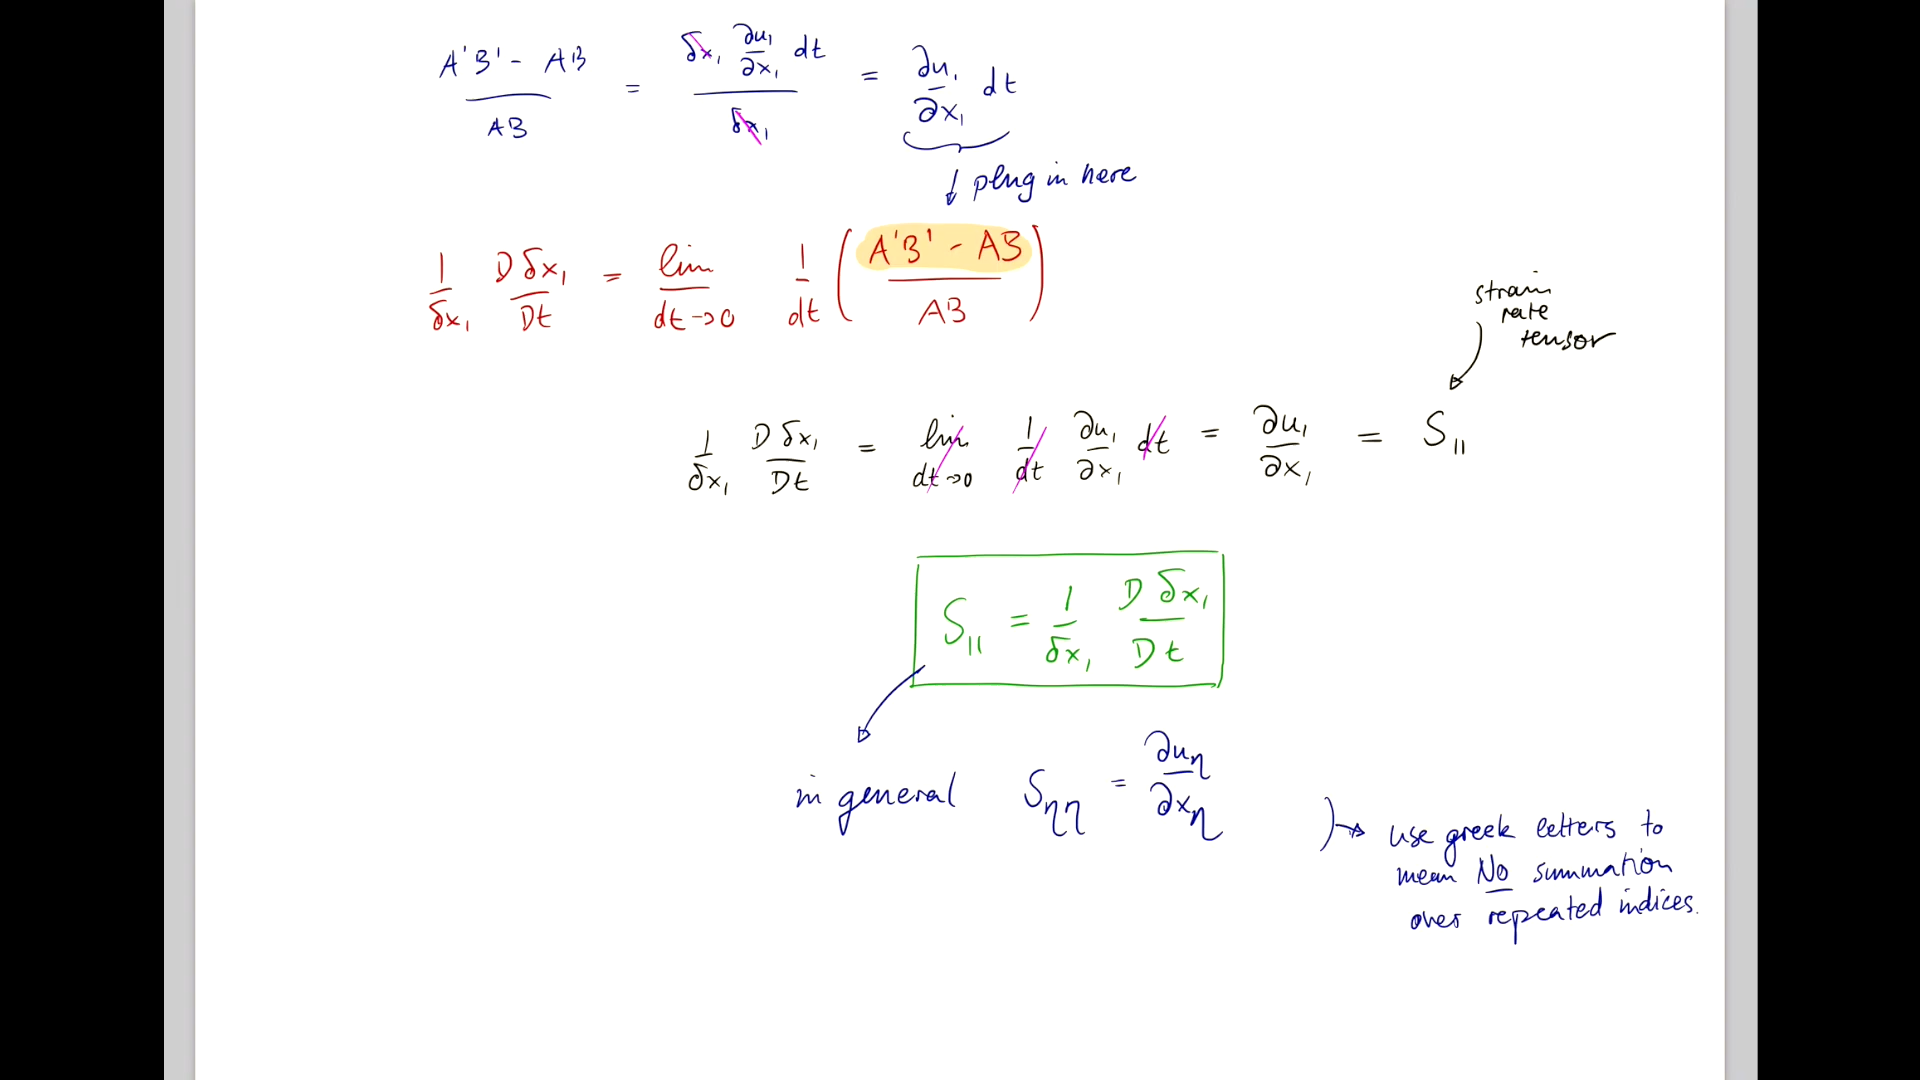 (A'B' - AB) / AB = (δx₁ ∂u₁/∂x₁ dt) / δx₁ = ∂u₁/∂x₁ dt
↓ plug in here
1/δx₁ Dδx₁/Dt = lim dt→0 1/dt ( (A'B' - AB) / AB )
strain
rate
tensor
1/δx₁ Dδx₁/Dt = lim dt→0 1/dt ∂u₁/∂x₁ dt = ∂u₁/∂x₁ = S₁₁
S₁₁ = 1/δx₁ Dδx₁/Dt
in general Sηη = ∂uη/∂xη
use greek letters to
mean No summation
over repeated indices.